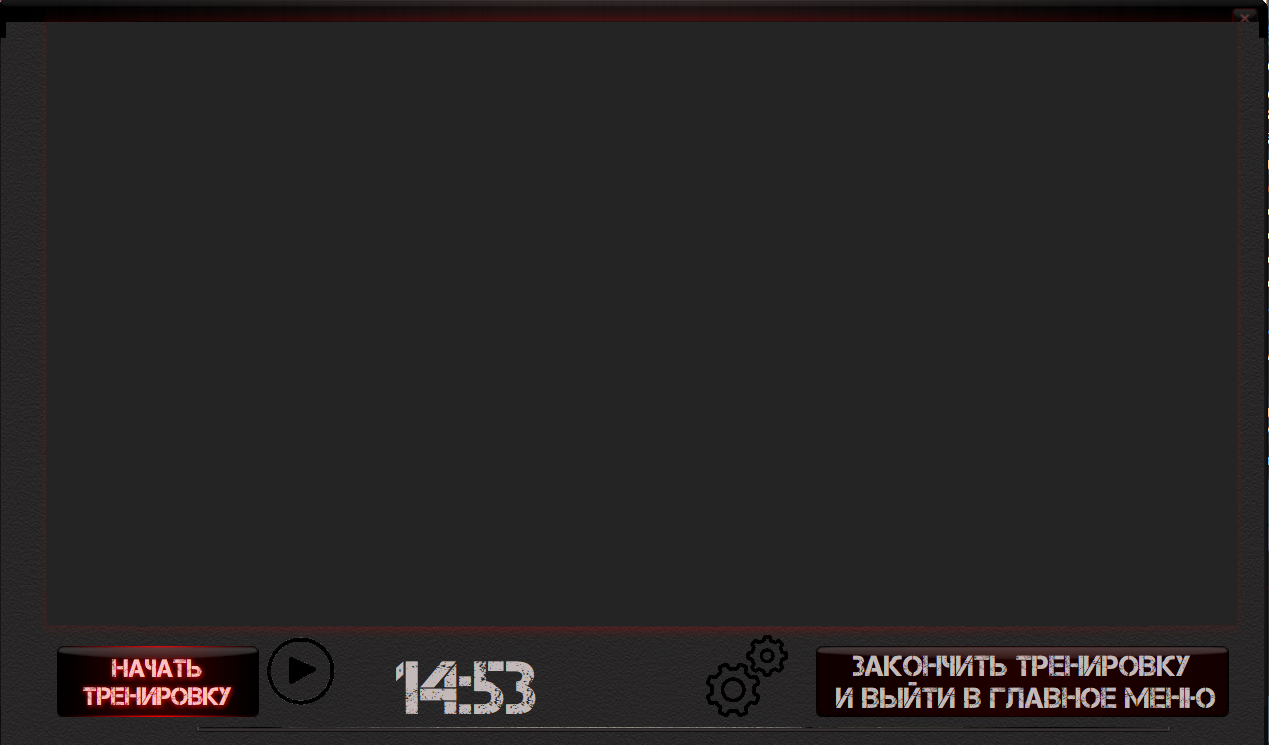 НАЧАТЬ
ТРЕНИРОВКУ
14:53
ЗАКОНЧИТЬ ТРЕНИРОВКУ
И ВЫЙТИ В ГЛАВНОЕ МЕНЮ